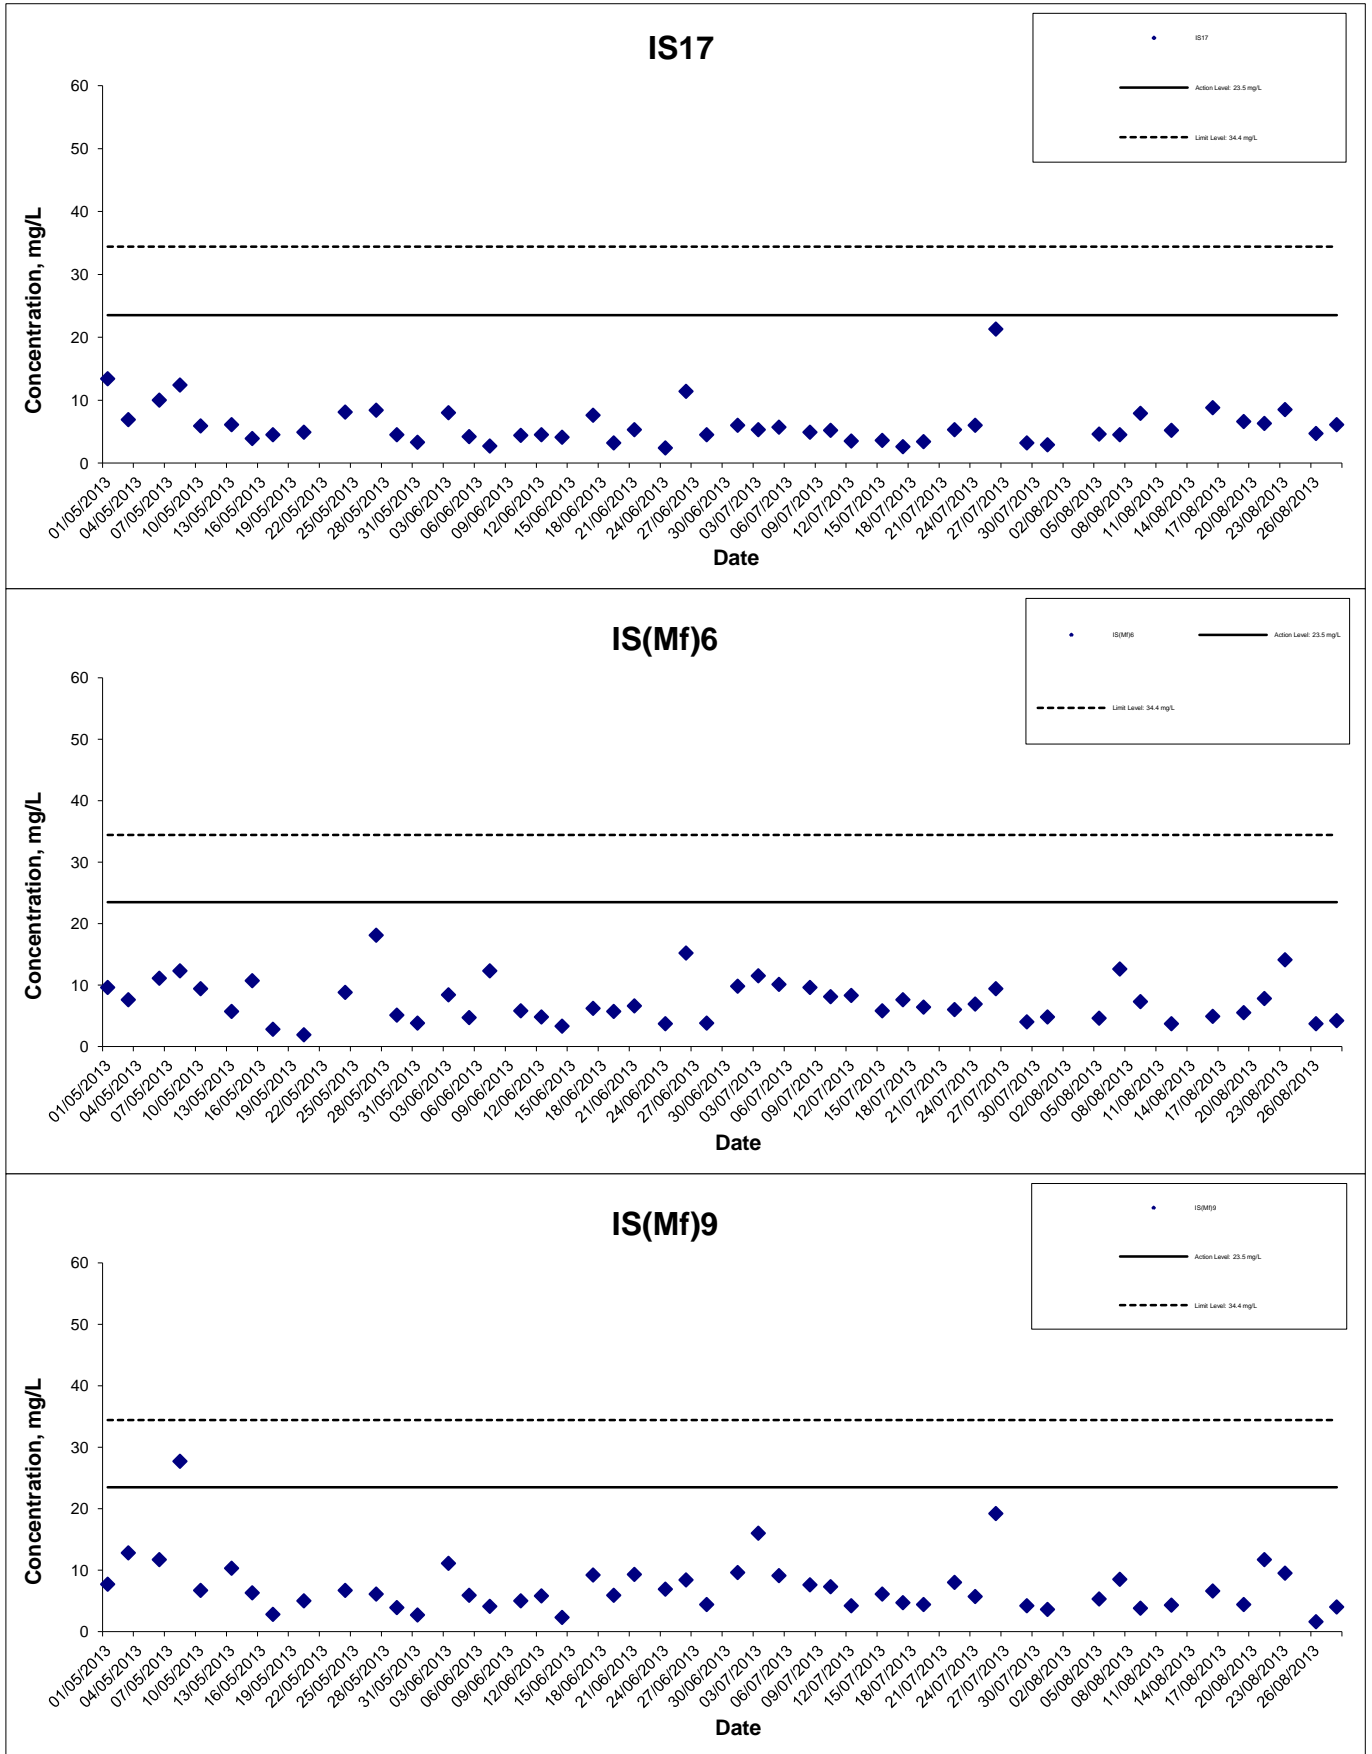 IS17
IS17
Action Level: 23.5 mg/L
Limit Level: 34.4 mg/L
Concentration, mg/L
60
50
40
30
20
10
0
01/05/2013 04/05/2013 07/05/2013 10/05/2013 13/05/2013 16/05/2013 19/05/2013 22/05/2013 25/05/2013 28/05/2013 31/05/2013 03/06/2013 06/06/2013 09/06/2013 12/06/2013 15/06/2013 18/06/2013 21/06/2013 24/06/2013 27/06/2013 30/06/2013 03/07/2013 06/07/2013 09/07/2013 12/07/2013 15/07/2013 18/07/2013 21/07/2013 24/07/2013 27/07/2013 30/07/2013 02/08/2013 05/08/2013 08/08/2013 11/08/2013 14/08/2013 17/08/2013 20/08/2013 23/08/2013 26/08/2013
Date
IS(Mf)6
IS(Mf)6 Action Level: 23.5 mg/L
Limit Level: 34.4 mg/L
Concentration, mg/L
60
50
40
30
20
10
0
01/05/2013 04/05/2013 07/05/2013 10/05/2013 13/05/2013 16/05/2013 19/05/2013 22/05/2013 25/05/2013 28/05/2013 31/05/2013 03/06/2013 06/06/2013 09/06/2013 12/06/2013 15/06/2013 18/06/2013 21/06/2013 24/06/2013 27/06/2013 30/06/2013 03/07/2013 06/07/2013 09/07/2013 12/07/2013 15/07/2013 18/07/2013 21/07/2013 24/07/2013 27/07/2013 30/07/2013 02/08/2013 05/08/2013 08/08/2013 11/08/2013 14/08/2013 17/08/2013 20/08/2013 23/08/2013 26/08/2013
Date
IS(Mf)9
IS(Mf)9
Action Level: 23.5 mg/L
Limit Level: 34.4 mg/L
Concentration, mg/L
60
50
40
30
20
10
0
01/05/2013 04/05/2013 07/05/2013 10/05/2013 13/05/2013 16/05/2013 19/05/2013 22/05/2013 25/05/2013 28/05/2013 31/05/2013 03/06/2013 06/06/2013 09/06/2013 12/06/2013 15/06/2013 18/06/2013 21/06/2013 24/06/2013 27/06/2013 30/06/2013 03/07/2013 06/07/2013 09/07/2013 12/07/2013 15/07/2013 18/07/2013 21/07/2013 24/07/2013 27/07/2013 30/07/2013 02/08/2013 05/08/2013 08/08/2013 11/08/2013 14/08/2013 17/08/2013 20/08/2013 23/08/2013 26/08/2013
Date